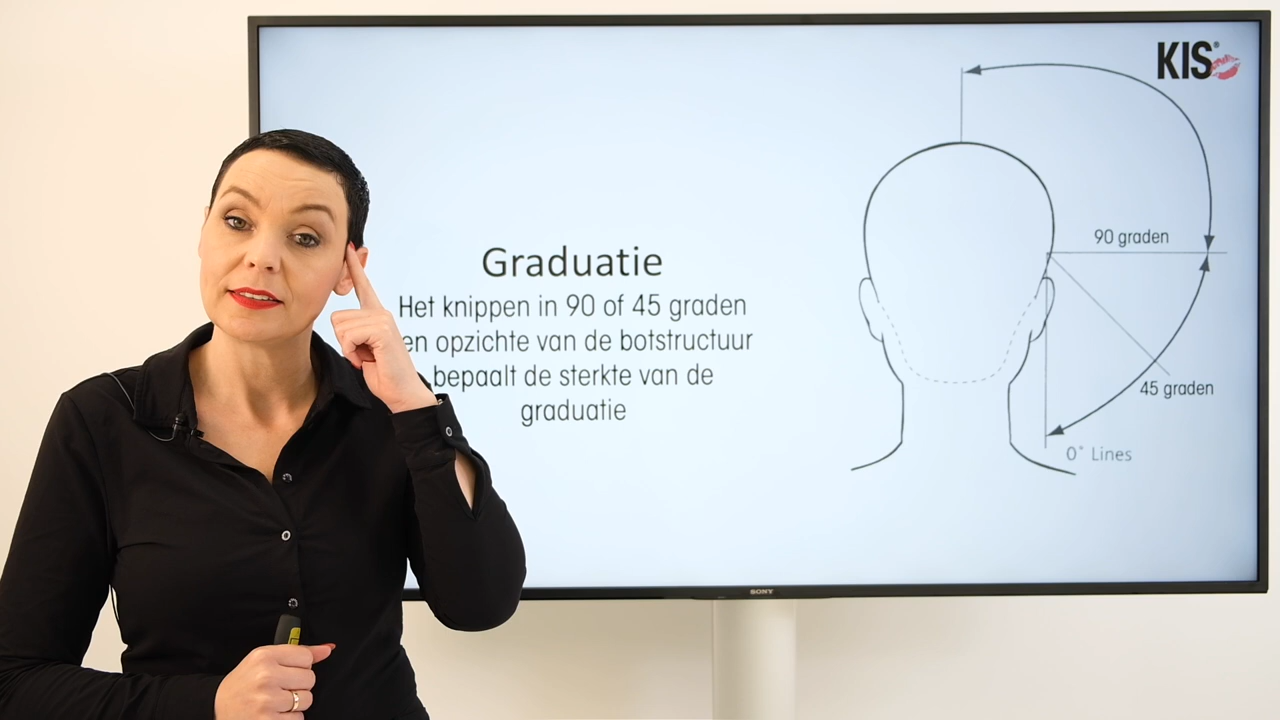 KIS®
Graduatie
Het knippen in 90 of 45 graden
en opzichte van de botstructuur
bepaalt de sterkte van de
graduatie
90 graden
45 graden
0° Lines
SONY